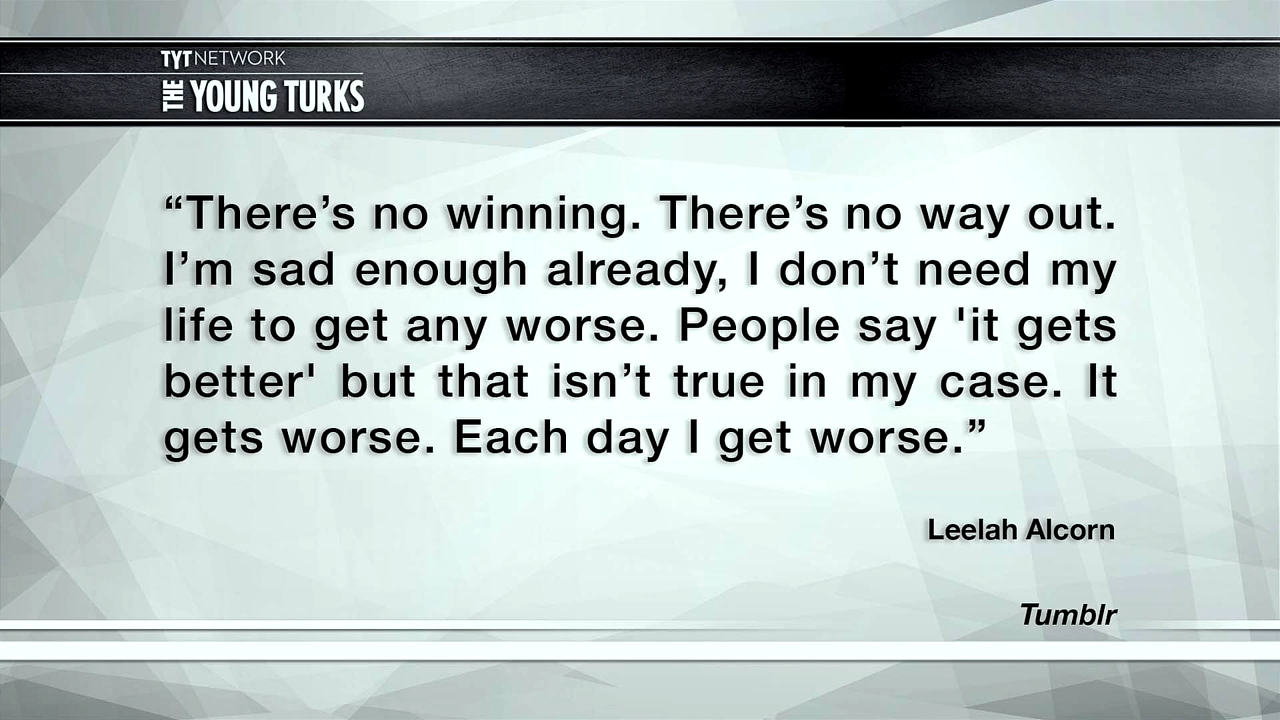 TYT NETWORK
THE YOUNG TURKS
“There’s no winning. There’s no way out.
I’m sad enough already, I don’t need my
life to get any worse. People say 'it gets
better' but that isn’t true in my case. It
gets worse. Each day I get worse.”
Leelah Alcorn
Tumblr